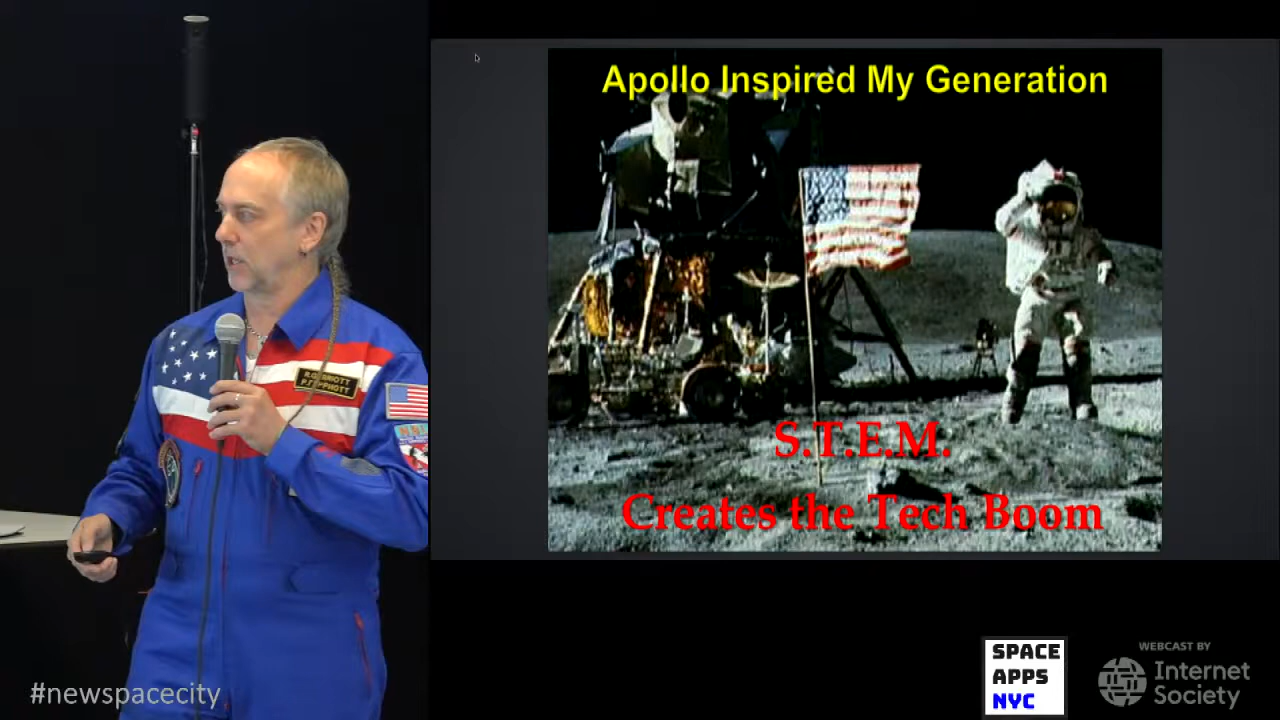 Apollo Inspired My Generation
S.T.E.M.
Creates the Tech Boom
#newspacecity
SPACE
APPS
NYC
WEBCAST BY
Internet
Society